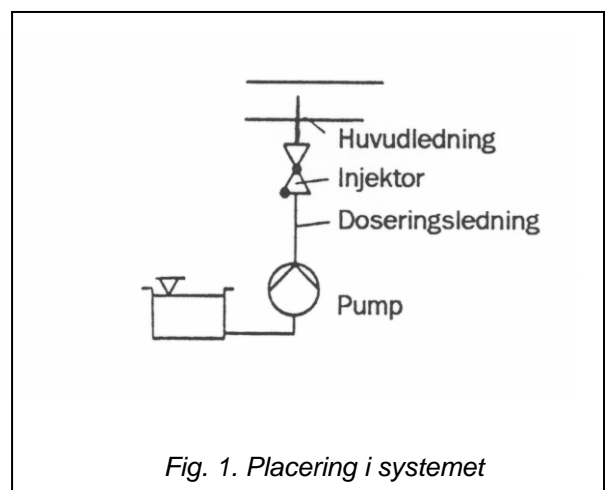 Huvudledning
Injektor
Doseringsledning
Pump
Fig. 1. Placering i systemet